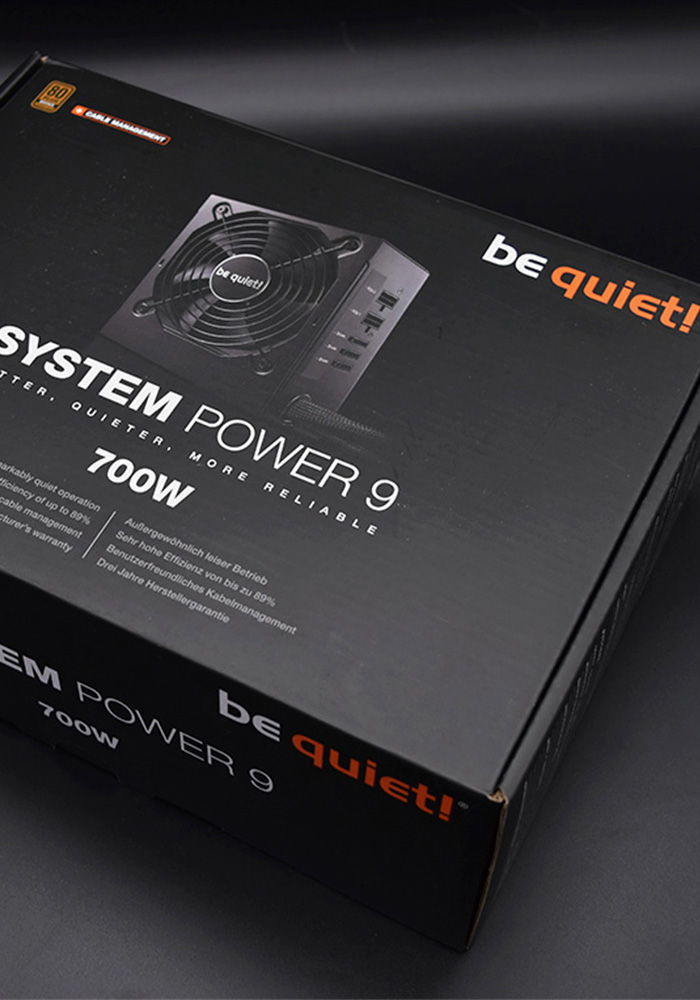 80
CABLE MANAGEMENT
be quiet!
be quiet!
SYSTEM POWER 9
TTER, QUIETER, MORE RELIABLE
700W
markably quiet operation
fficiency of up to 89%
cable management
cturer's warranty
Außergewöhnlich leiser Betrieb
Sehr hohe Effizienz von bis zu 89%
Benutzerfreundliches Kabelmanagement
Drei Jahre Herstellergarantie
EM POWER 9
700W
be quiet!®